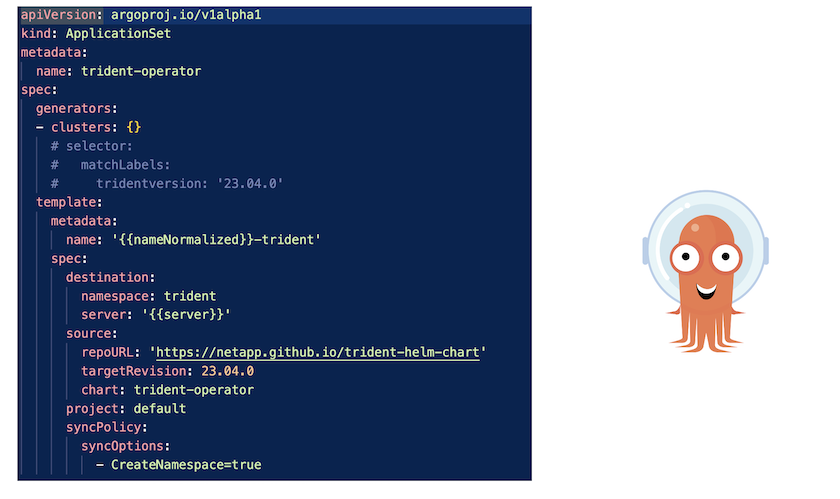 apiVersion: argoproj.io/v1alpha1
kind: ApplicationSet
metadata:
  name: trident-operator
spec:
  generators:
  - clusters: {}
    # selector:
    #   matchLabels:
    #     tridentversion: '23.04.0'
  template:
    metadata:
      name: '{{nameNormalized}}-trident'
    spec:
      destination:
        namespace: trident
        server: '{{server}}'
      source:
        repoURL: 'https://netapp.github.io/trident-helm-chart'
        targetRevision: 23.04.0
        chart: trident-operator
      project: default
      syncPolicy:
        syncOptions:
          - CreateNamespace=true